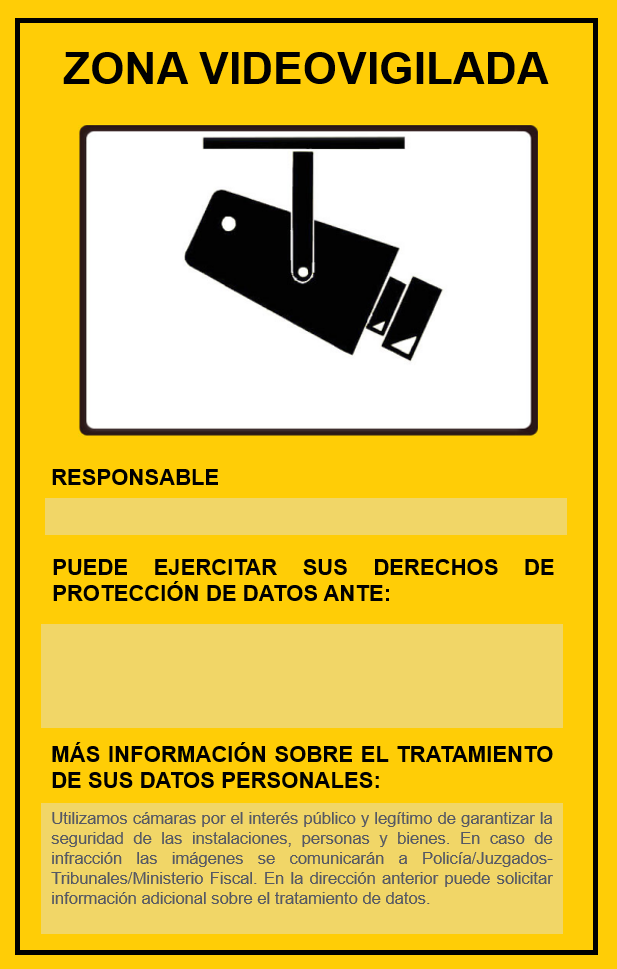 ZONA VIDEOVIGILADA
RESPONSABLE
PUEDE EJERCITAR SUS DERECHOS DE
PROTECCIÓN DE DATOS ANTE:
MÁS INFORMACIÓN SOBRE EL TRATAMIENTO
DE SUS DATOS PERSONALES:
Utilizamos cámaras por el interés público y legítimo de garantizar la
seguridad de las instalaciones, personas y bienes. En caso de
infracción las imágenes se comunicarán a Policía/Juzgados-
Tribunales/Ministerio Fiscal. En la dirección anterior puede solicitar
información adicional sobre el tratamiento de datos.